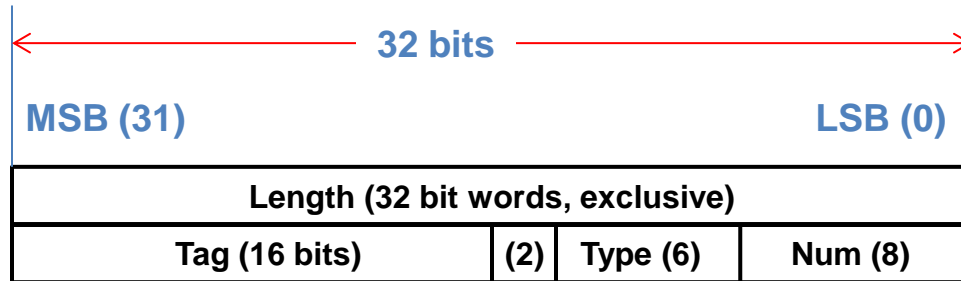 32 bits
MSB (31) LSB (0)
Length (32 bit words, exclusive)
Tag (16 bits) (2) Type (6) Num (8)